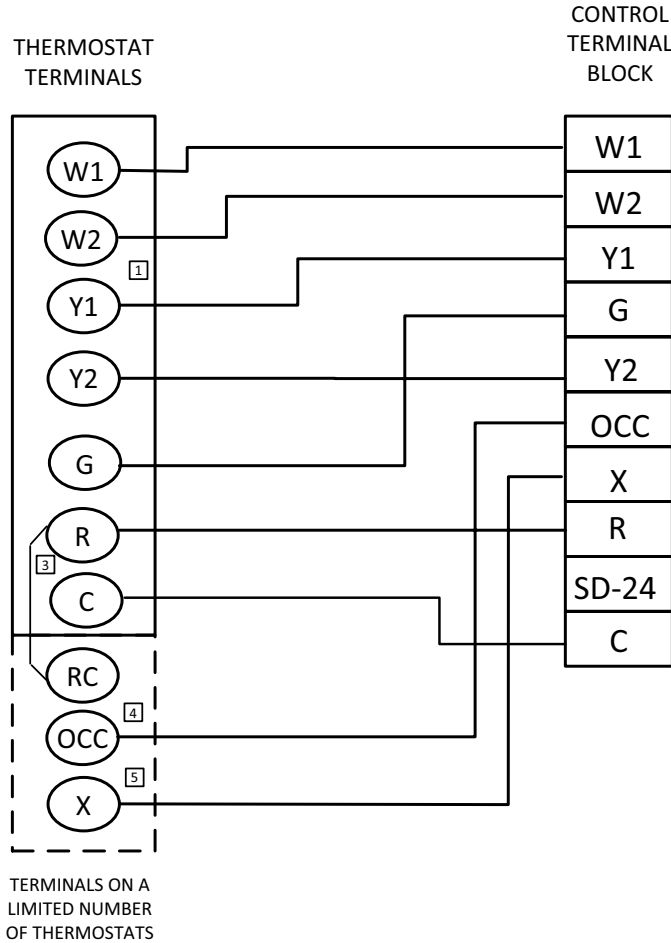 THERMOSTAT
TERMINALS
W1
W2
1
Y1
Y2
G
R
3
C
RC
4
OCC
5
X
TERMINALS ON A
LIMITED NUMBER
OF THERMOSTATS
CONTROL
TERMINAL
BLOCK
W1
W2
Y1
G
Y2
OCC
X
R
SD-24
C